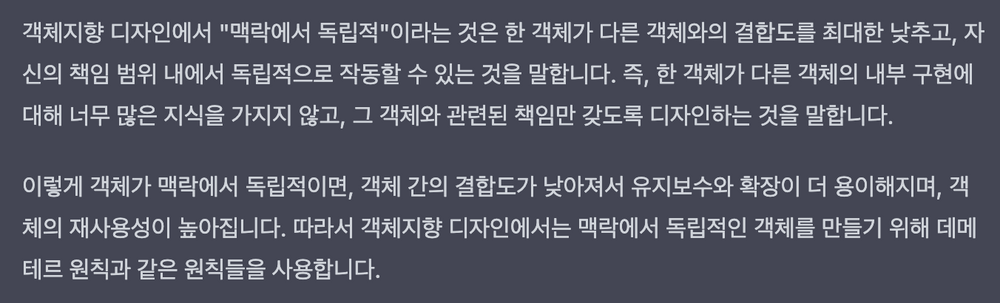 객체지향 디자인에서 "맥락에서 독립적"이라는 것은 한 객체가 다른 객체와의 결합도를 최대한 낮추고, 자
신의 책임 범위 내에서 독립적으로 작동할 수 있는 것을 말합니다. 즉, 한 객체가 다른 객체의 내부 구현에
대해 너무 많은 지식을 가지지 않고, 그 객체와 관련된 책임만 갖도록 디자인하는 것을 말합니다.
이렇게 객체가 맥락에서 독립적이면, 객체 간의 결합도가 낮아져서 유지보수와 확장이 더 용이해지며, 객
체의 재사용성이 높아집니다. 따라서 객체지향 디자인에서는 맥락에서 독립적인 객체를 만들기 위해 데메
테르 원칙과 같은 원칙들을 사용합니다.